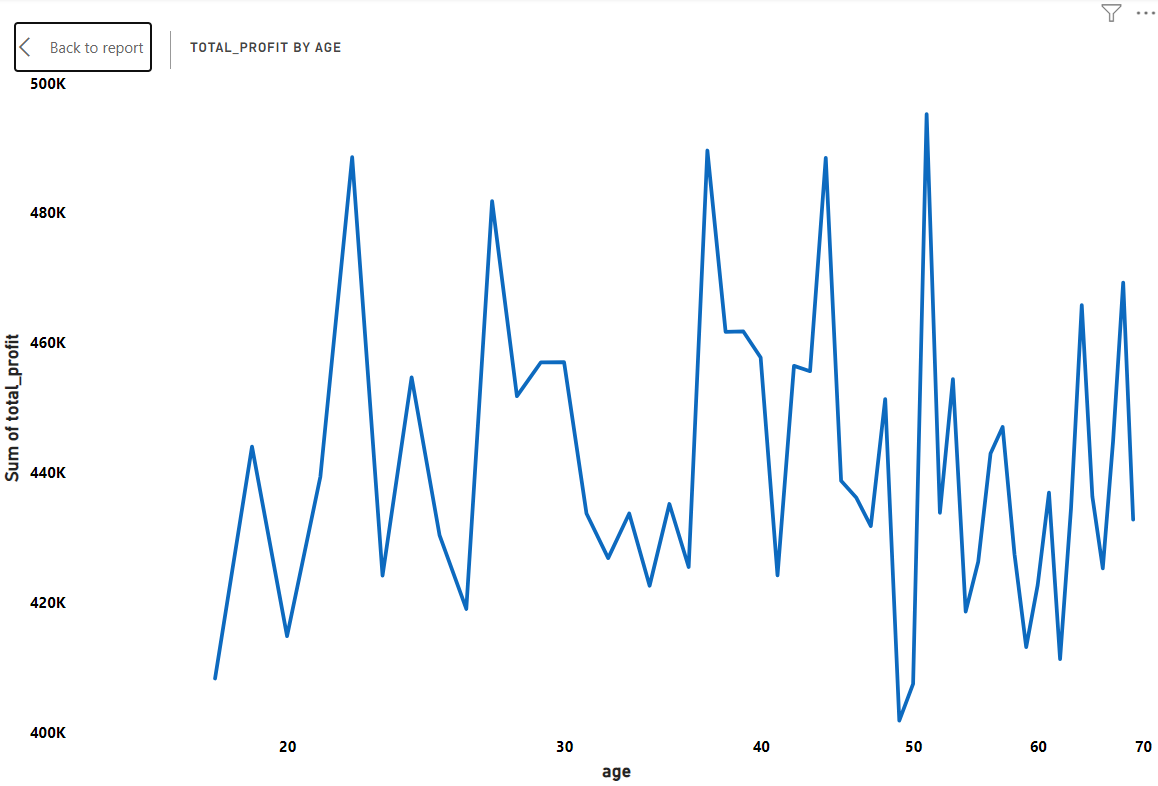 Back to report
TOTAL_PROFIT BY AGE
500K
480K
460K
440K
420K
400K
Sum of total_profit
20 30 40 50 60 70
age